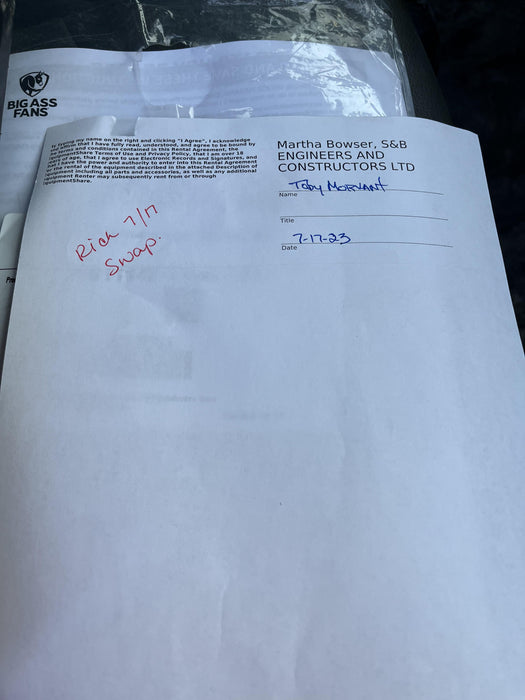 BIG ASS
FANS
By typing my name on the right and clicking "I Agree", I acknowledge
and affirm that I have fully read, understood, and agree to be bound by
the terms and conditions contained in this Rental Agreement, the
EquipmentShare Terms of Use and Privacy Policy, that I am over 18
years of age, that I agree to use Electronic Records and Signatures, and
that I have the power and authority to enter into this Rental Agreement
for the rental of the equipment described in the attached Description of
Equipment including all parts and accessories, as well as any additional
equipment Renter may subsequently rent from or through
EquipmentShare.
Martha Bowser, S&B
ENGINEERS AND
CONSTRUCTORS LTD
Toby Morvant
Name
Title
7-17-23
Date
Rich 7/17
Swap.